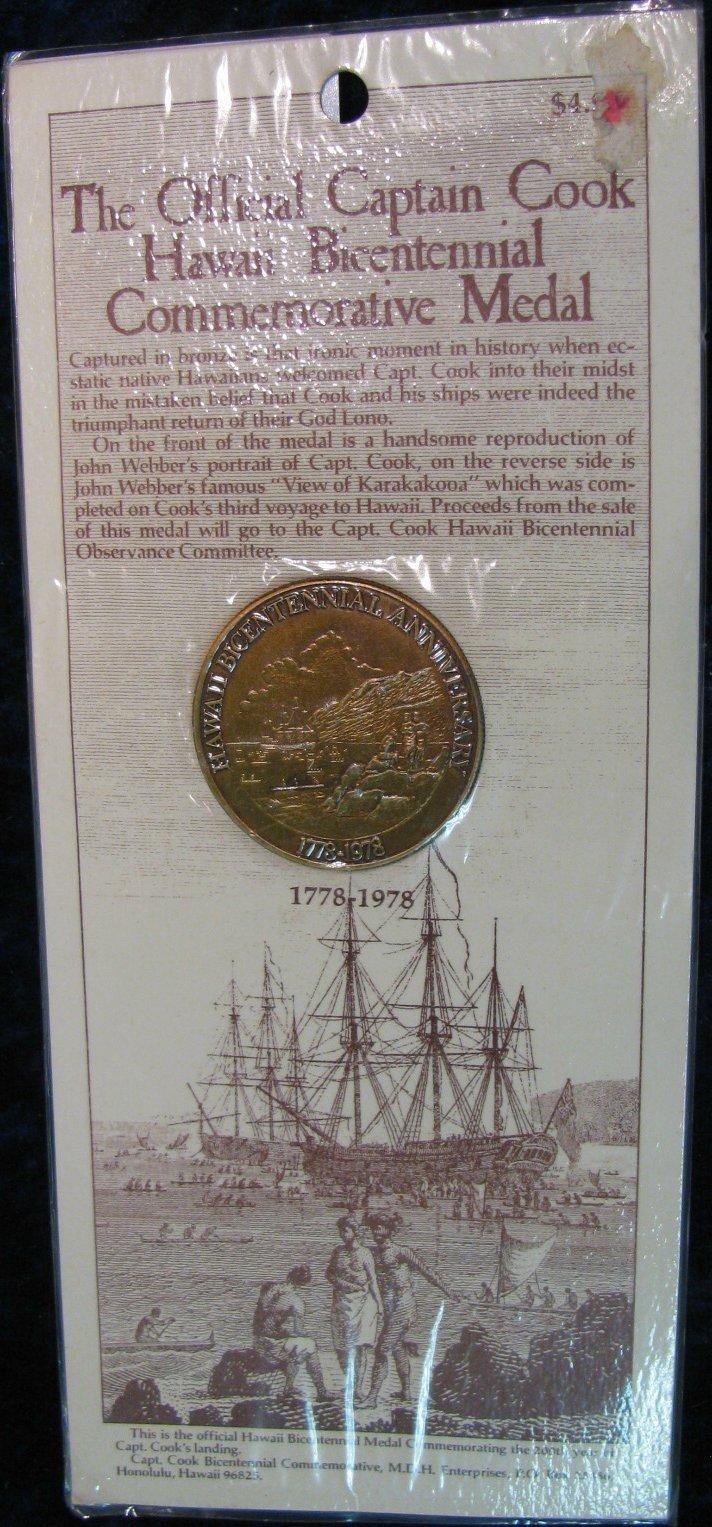 $4.
The Official Captain Cook
Hawaii Bicentennial
Commemorative Medal
Captured in bronze is that ironic moment in history when ec-
static native Hawaiians welcomed Capt. Cook into their midst
in the mistaken belief that Cook and his ships were indeed the
triumphant return of their God Lono.
On the front of the medal is a handsome reproduction of
John Webber's portrait of Capt. Cook, on the reverse side is
John Webber's famous "View of Karakakooa" which was com-
pleted on Cook's third voyage to Hawaii. Proceeds from the sale
of this medal will go to the Capt. Cook Hawaii Bicentennial
Observance Committee.
HAWAII BICENTENNIAL ANNIVERSARY
1778-1978
1778-1978
This is the official Hawaii Bicentennial Medal Commemorating the 200th year of
Capt. Cook's landing.
Capt. Cook Bicentennial Commemorative, M.D.H. Enterprises, P.O. Box
Honolulu, Hawaii 96825.